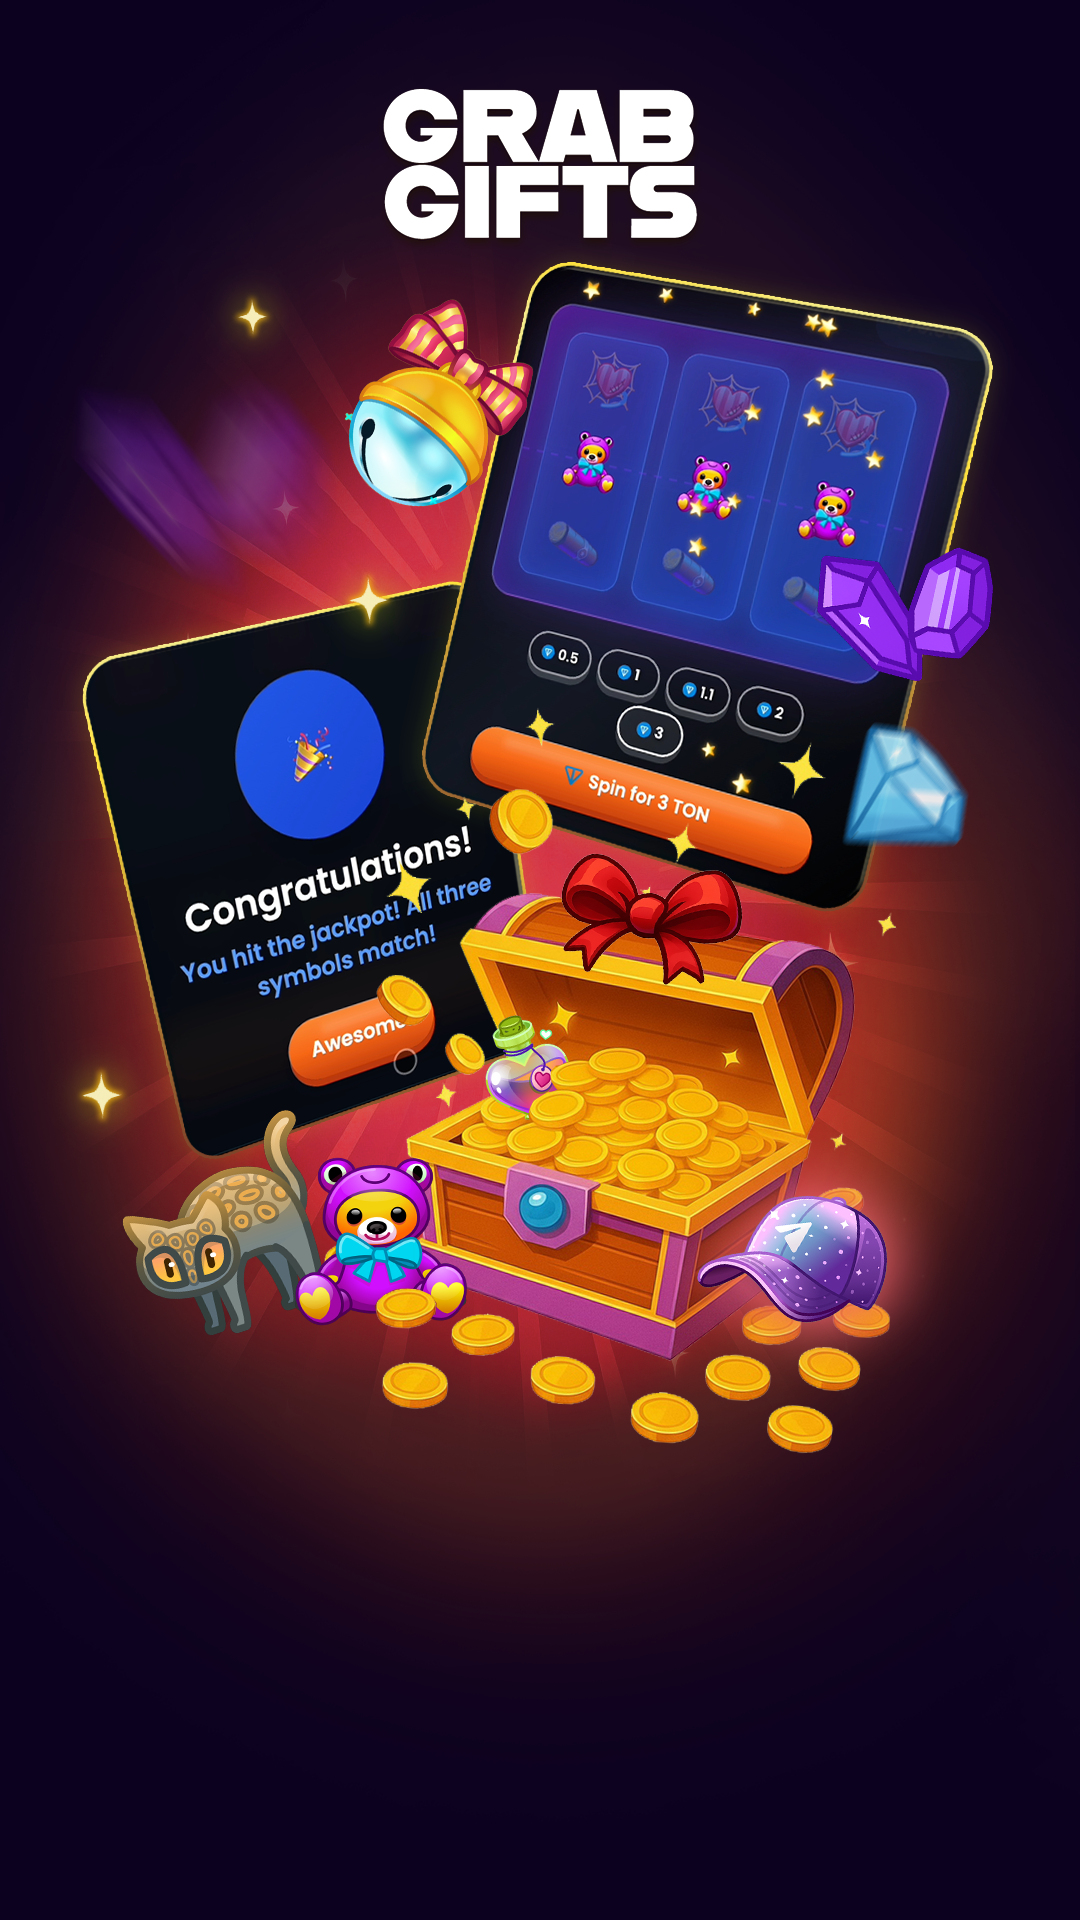 GRAB
GIFTS
0.5
1
1.1
2
3
Spin for 3 TON
Congratulations!
You hit the jackpot! All three
symbols match!
Awesome